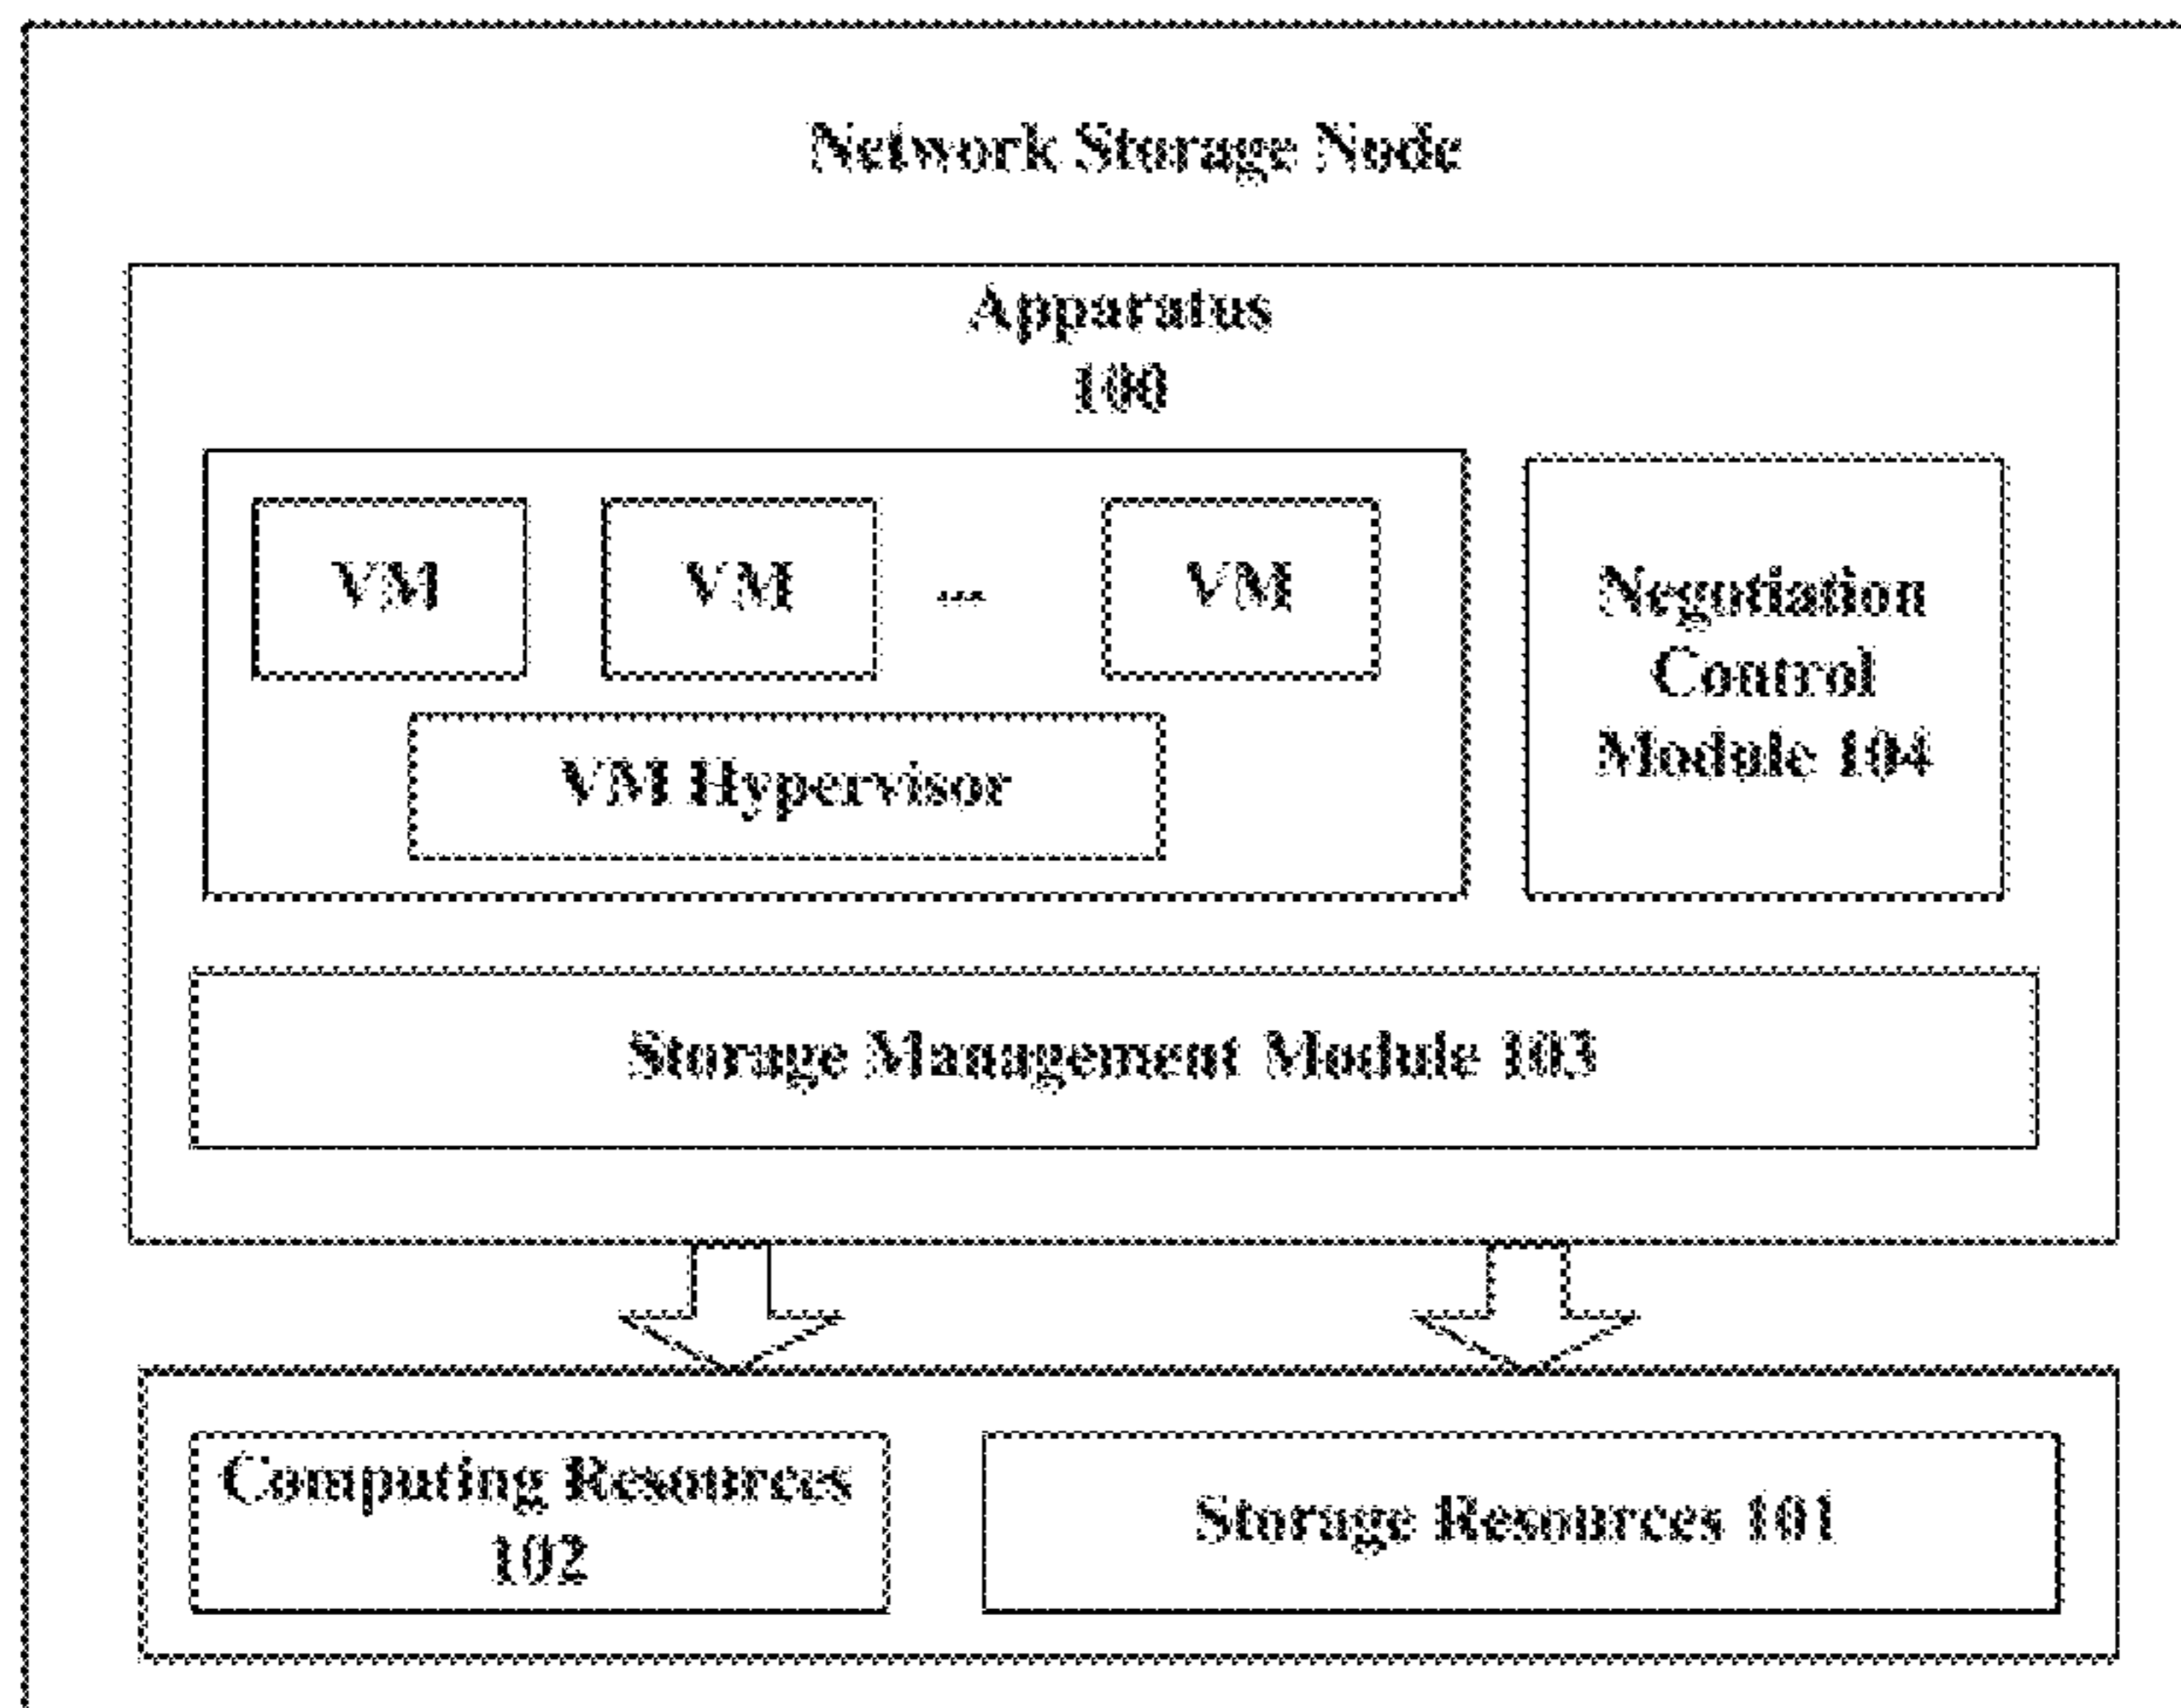 Network Storage Node
Apparatus
100
VM VM ... VM
Negotiation
Control
Module 104
VM Hypervisor
Storage Management Module 103
Computing Resources
102
Storage Resources 101